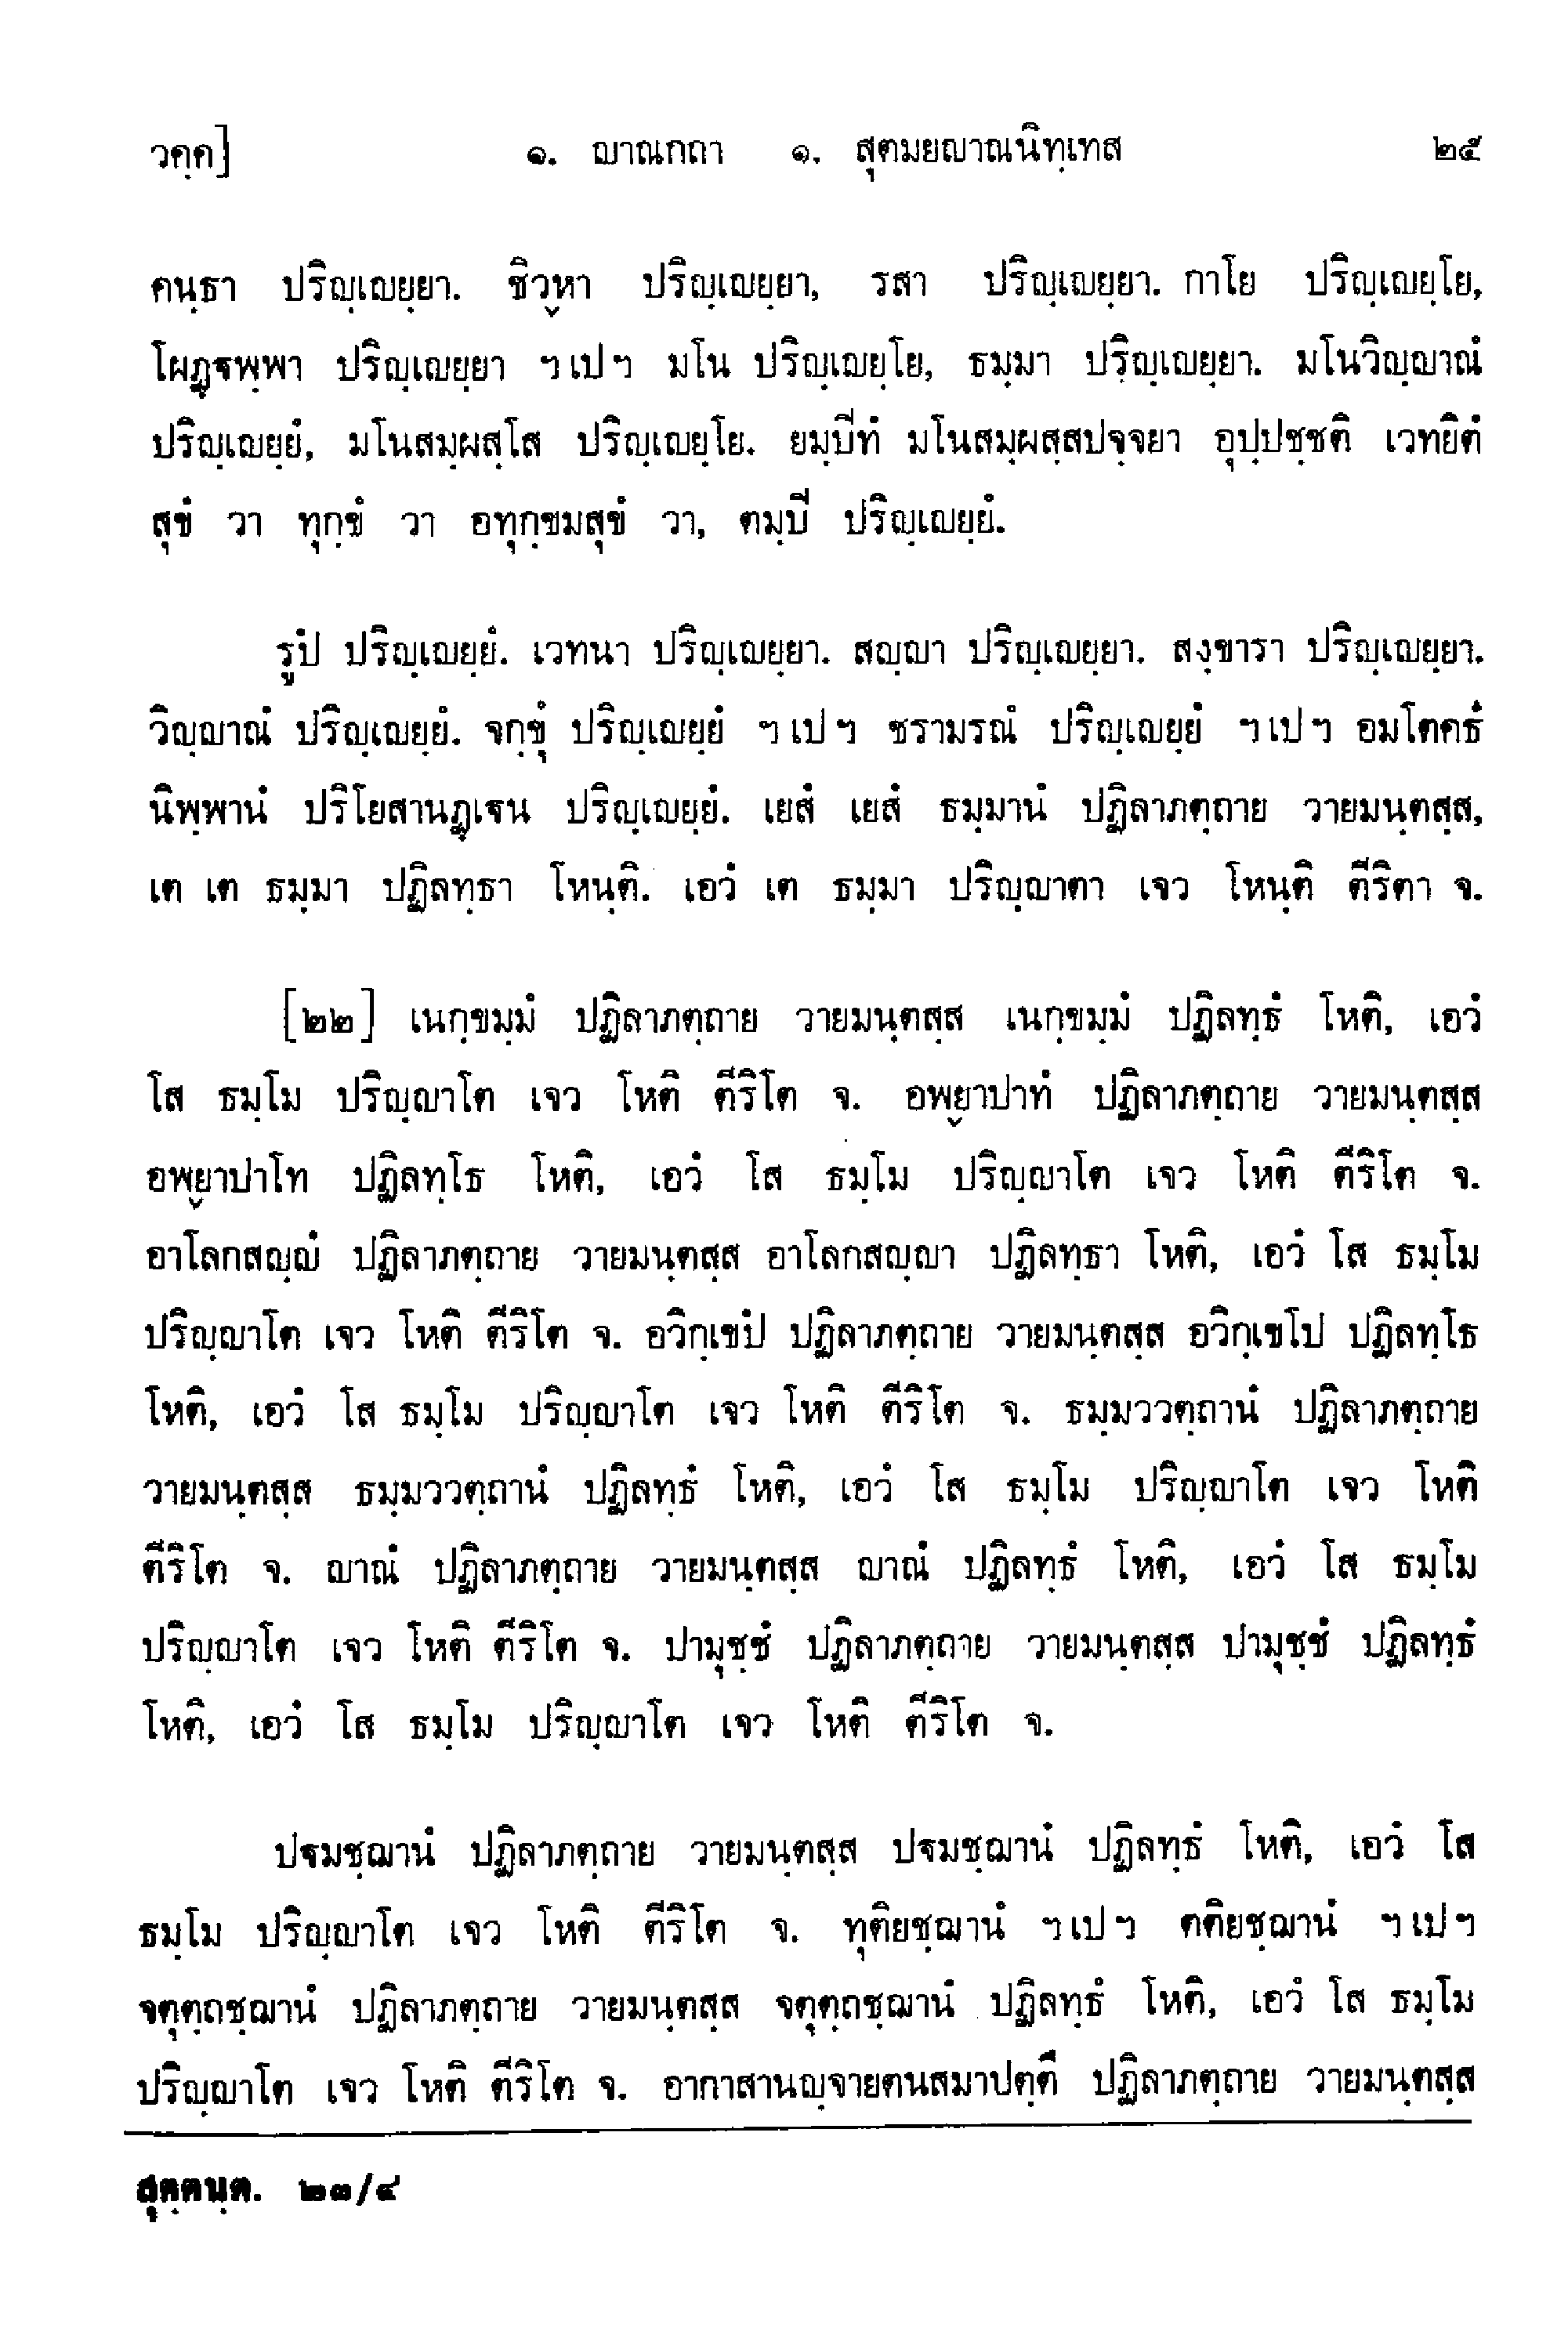 วคฺค]	๑. ญาณกถา ๑. สุตมยญาณนิทฺเทส	๒๕
คนฺธา ปริญฺเญยฺยา. ชิวฺหา ปริญฺเญยฺยา, รสา ปริญฺเญยฺยา. กาโย ปริญฺเญยฺโย,
โผฏฺฐพฺพา ปริญฺเญยฺยา ฯ เป ฯ มโน ปริญฺเญยฺโย, ธมฺมา ปริญฺเญยฺยา. มโนวิญฺญาณํ
ปริญฺเญยฺยํ, มโนสมฺผสฺโส ปริญฺเญยฺโย. ยมฺปีทํ มโนสมฺผสฺสปจฺจยา อุปฺปชฺชติ เวทยิตํ
สุขํ วา ทุกฺขํ วา อทุกฺขมสุขํ วา, ตมฺปี ปริญฺเญยฺยํ.
รูปํ ปริญฺเญยฺยํ. เวทนา ปริญฺเญยฺยา. สญฺญา ปริญฺเญยฺยา. สงฺขารา ปริญฺเญยฺยา.
วิญฺญาณํ ปริญฺเญยฺยํ. จกฺขุํ ปริญฺเญยฺยํ ฯ เป ฯ ชรามรณํ ปริญฺเญยฺยํ ฯ เป ฯ อมโตคธํ
นิพฺพานํ ปริโยสานฏฺเฐน ปริญฺเญยฺยํ. เยสํ เยสํ ธมฺมานํ ปฏิลาภตฺถาย วายมนฺตสฺส,
เต เต ธมฺมา ปฏิลทฺธา โหนฺติ. เอวํ เต ธมฺมา ปริญฺญาตา เจว โหนฺติ ตีริตา จ.
[๒๒] เนกฺขมฺมํ ปฏิลาภตฺถาย วายมนฺตสฺส เนกฺขมฺมํ ปฏิลทฺธํ โหติ, เอวํ
โส ธมฺโม ปริญฺญาโต เจว โหติ ตีริโต จ. อพฺยาปาทํ ปฏิลาภตฺถาย วายมนฺตสฺส
อพฺยาปาโท ปฏิลทฺโธ โหติ, เอวํ โส ธมฺโม ปริญฺญาโต เจว โหติ ตีริโต จ.
อาโลกสญฺญํ ปฏิลาภตฺถาย วายมนฺตสฺส อาโลกสญฺญา ปฏิลทฺธา โหติ, เอวํ โส ธมฺโม
ปริญฺญาโต เจว โหติ ตีริโต จ. อวิกฺเขปํ ปฏิลาภตฺถาย วายมนฺตสฺส อวิกฺเขโป ปฏิลทฺโธ
โหติ, เอวํ โส ธมฺโม ปริญฺญาโต เจว โหติ ตีริโต จ. ธมฺมววตฺถานํ ปฏิลาภตฺถาย
วายมนฺตสฺส ธมฺมววตฺถานํ ปฏิลทฺธํ โหติ, เอวํ โส ธมฺโม ปริญฺญาโต เจว โหติ
ตีริโต จ. ญาณํ ปฏิลาภตฺถาย วายมนฺตสฺส ญาณํ ปฏิลทฺธํ โหติ, เอวํ โส ธมฺโม
ปริญฺญาโต เจว โหติ ตีริโต จ. ปามุชฺชํ ปฏิลาภตฺถาย วายมนฺตสฺส ปามุชฺชํ ปฏิลทฺธํ
โหติ, เอวํ โส ธมฺโม ปริญฺญาโต เจว โหติ ตีริโต จ.
ปฐมชฺฌานํ ปฏิลาภตฺถาย วายมนฺตสฺส ปฐมชฺฌานํ ปฏิลทฺธํ โหติ, เอวํ โส
ธมฺโม ปริญฺญาโต เจว โหติ ตีริโต จ. ทุติยชฺฌานํ ฯ เป ฯ ตติยชฺฌานํ ฯ เป ฯ
จตุตฺถชฺฌานํ ปฏิลาภตฺถาย วายมนฺตสฺส จตุตฺถชฺฌานํ ปฏิลทฺธํ โหติ, เอวํ โส ธมฺโม
ปริญฺญาโต เจว โหติ ตีริโต จ. อากาสานญฺจายตนสมาปตฺตึ ปฏิลาภตฺถาย วายมนฺตสฺส
สุตฺตนฺต. ๒๓/๔